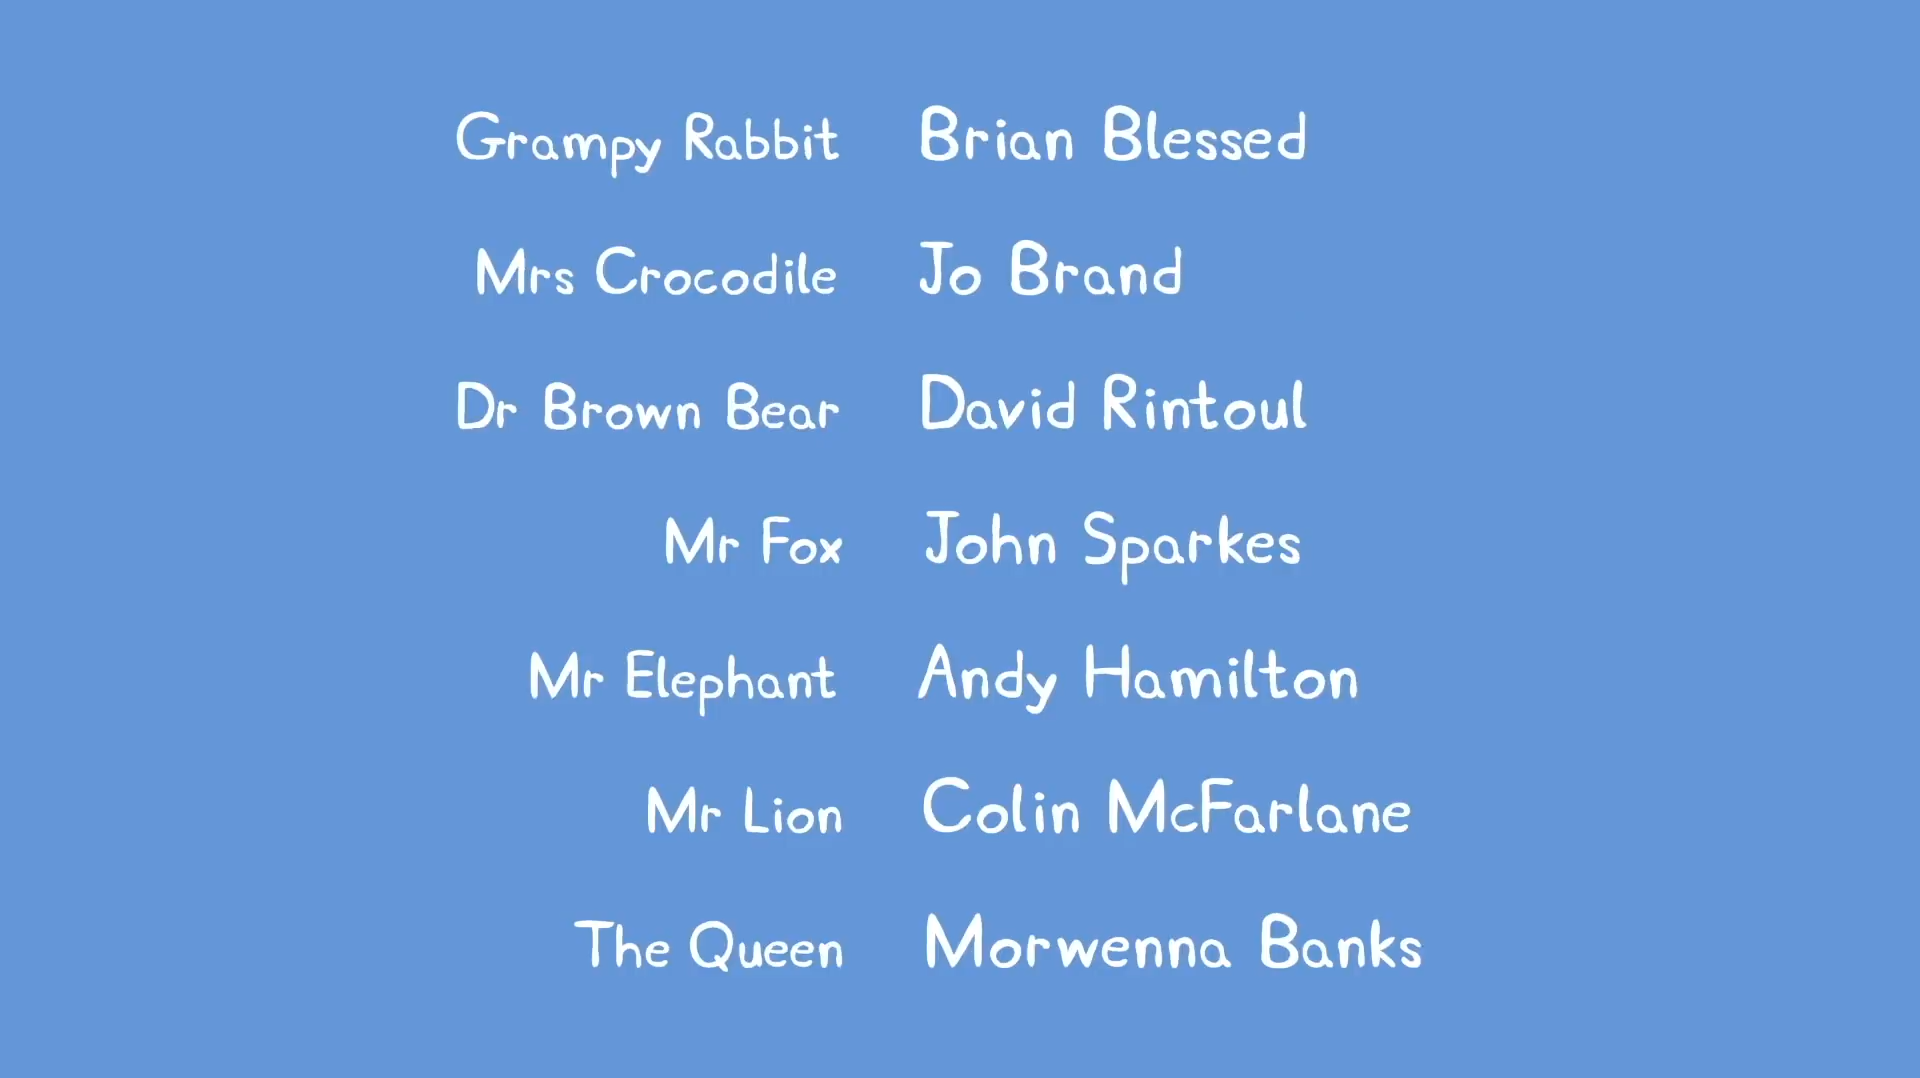 Grampy Rabbit Brian Blessed
Mrs Crocodile Jo Brand
Dr Brown Bear David Rintoul
Mr Fox John Sparkes
Mr Elephant Andy Hamilton
Mr Lion Colin McFarlane
The Queen Morwenna Banks